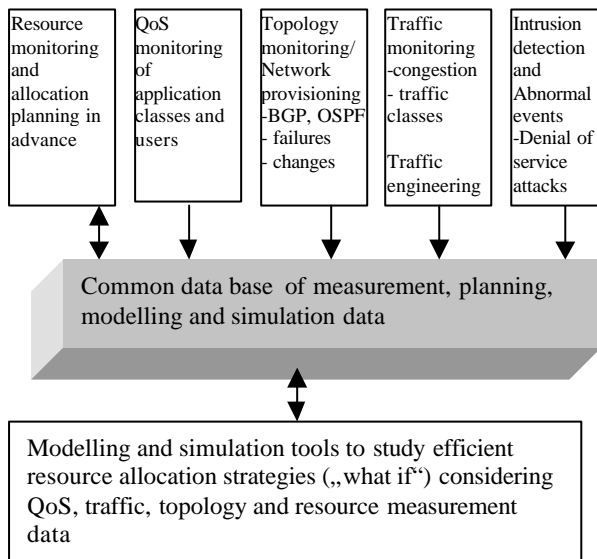 Resource
monitoring
and
allocation
planning in
advance
QoS
monitoring
of
application
classes and
users
Topology
monitoring/
Network
provisioning
-BGP, OSPF
- failures
- changes
Traffic
monitoring
-congestion
- traffic
classes
Traffic
engineering
Intrusion
detection
and
Abnormal
events
-Denial of
service
attacks
Common data base of measurement, planning,
modelling and simulation data
Modelling and simulation tools to study efficient
resource allocation strategies („what if“) considering
QoS, traffic, topology and resource measurement
data